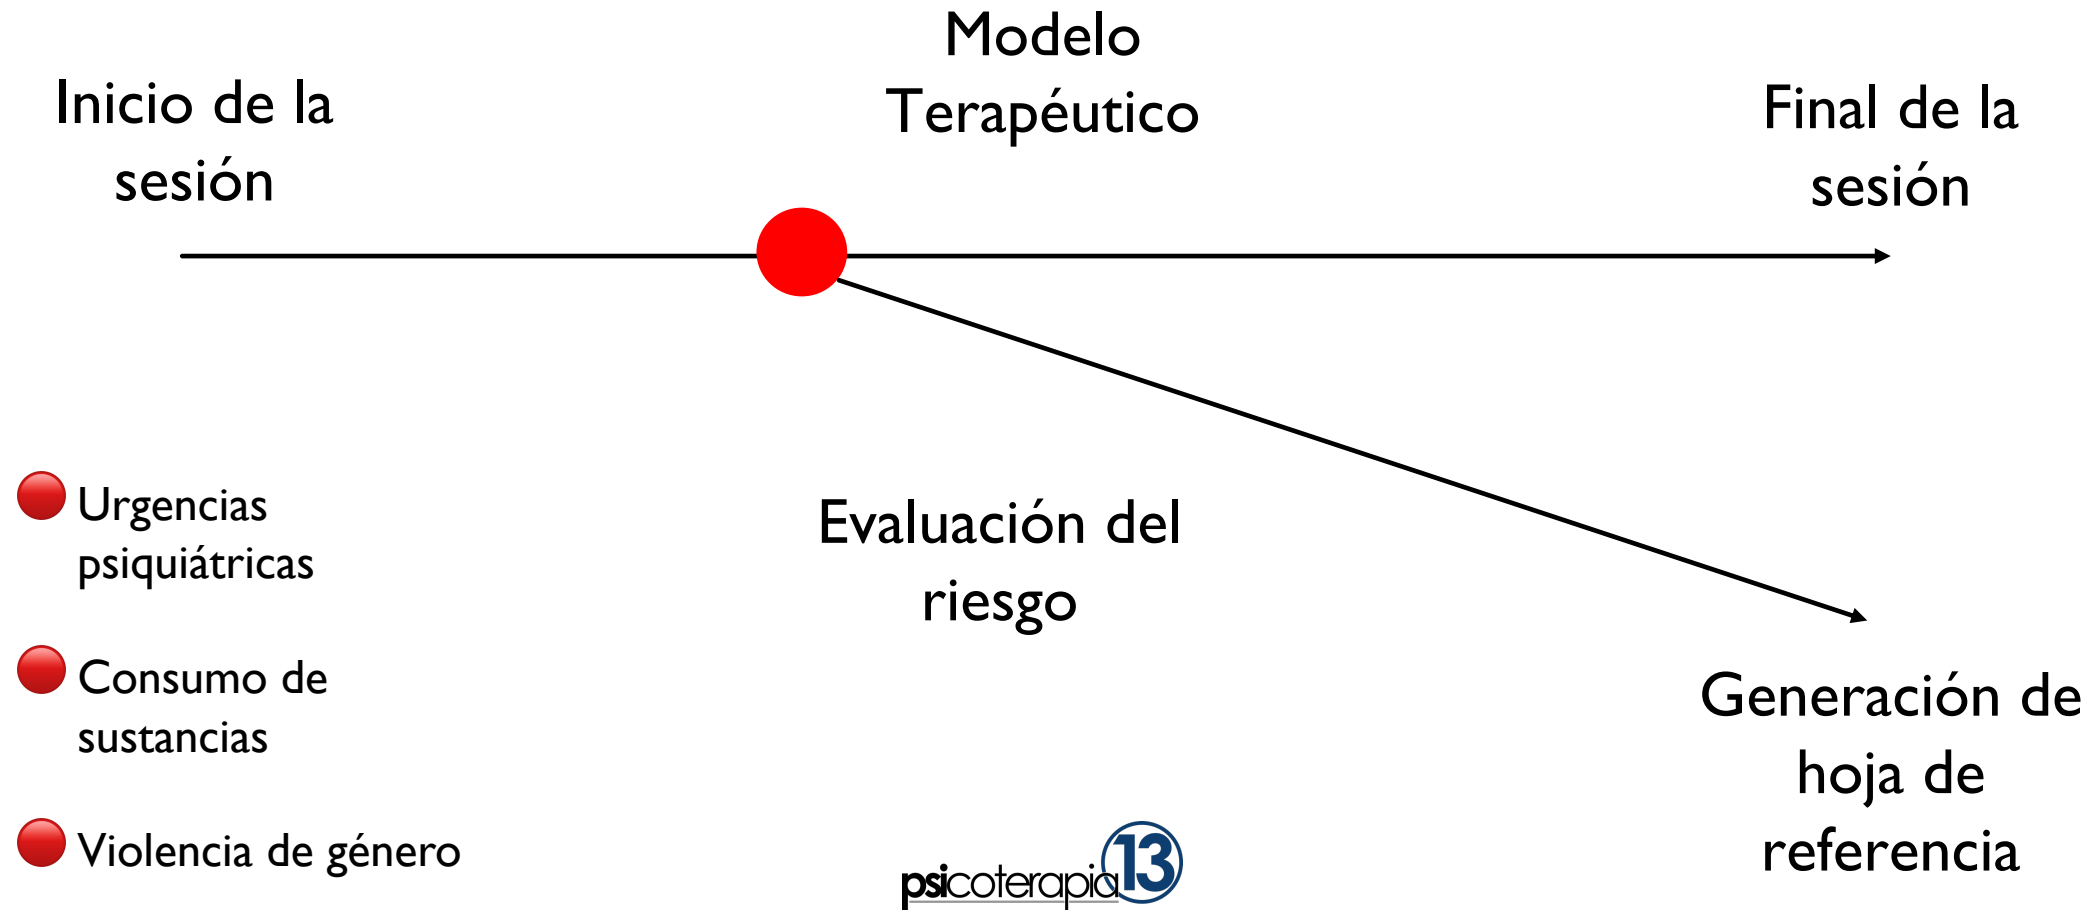 Inicio de la
sesión
Modelo
Terapéutico
Final de la
sesión
Urgencias
psiquiátricas
Consumo de
sustancias
Violencia de género
Evaluación del
riesgo
Generación de
hoja de
referencia
psicoterapia 13